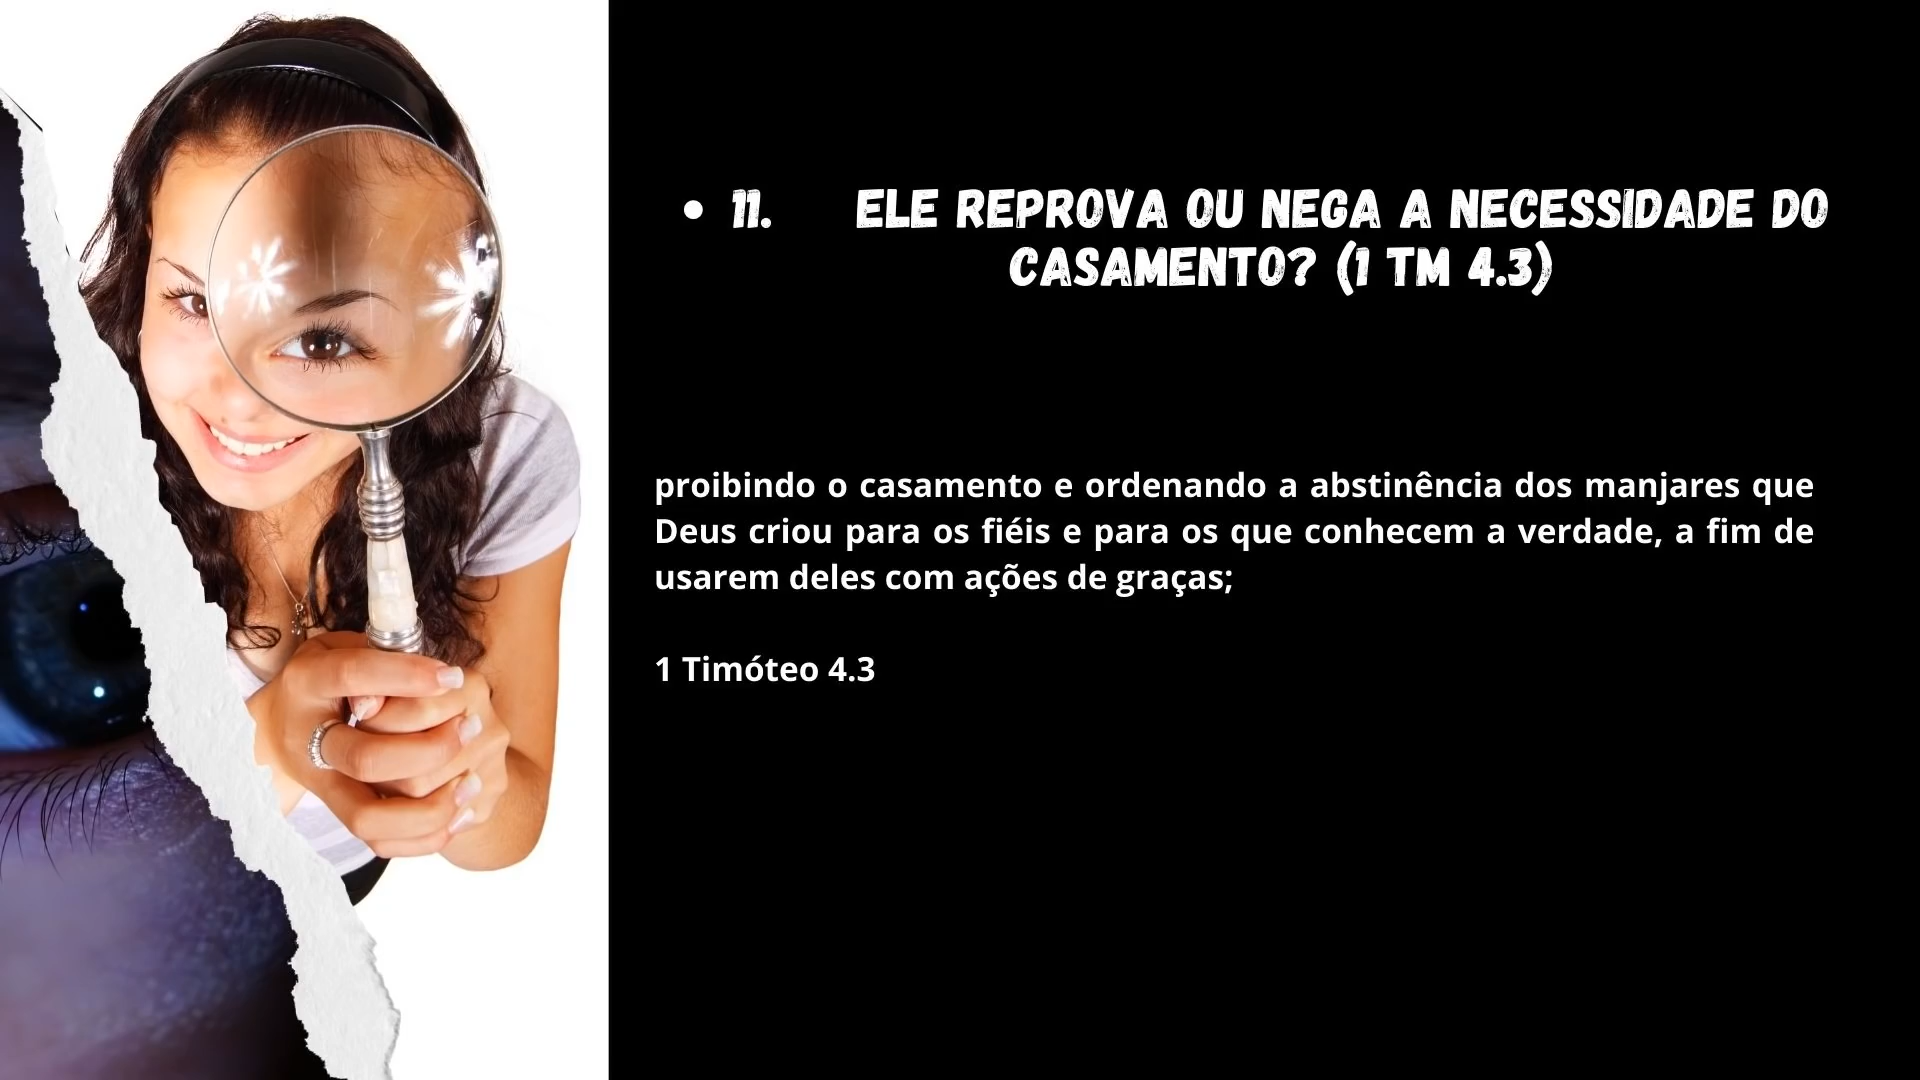 • 11. ELE REPROVA OU NEGA A NECESSIDADE DO
CASAMENTO? (1 TM 4.3)
proibindo o casamento e ordenando a abstinência dos manjares que
Deus criou para os fiéis e para os que conhecem a verdade, a fim de
usarem deles com ações de graças;
1 Timóteo 4.3